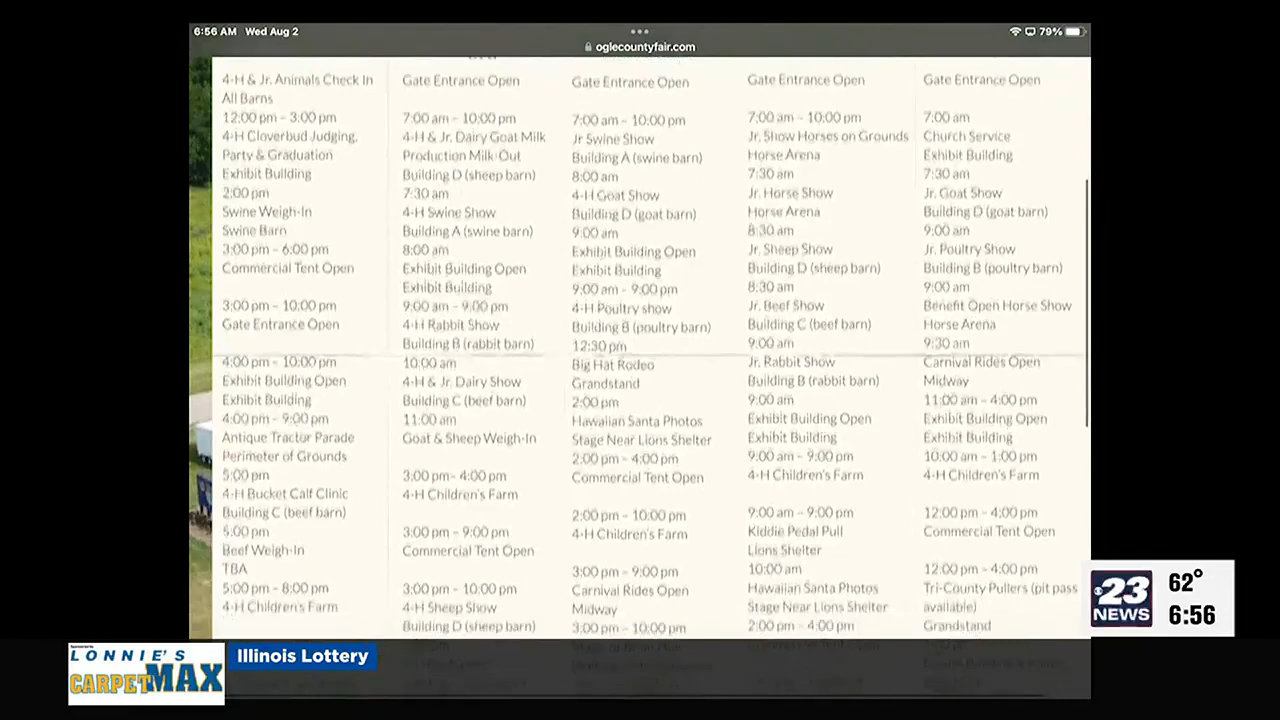 6:56 AM Wed Aug 2
79%
oglecountyfair.com
4-H & Jr. Animals Check In
All Barns
12:00 pm – 3:00 pm
4-H Cloverbud Judging,
Party & Graduation
Exhibit Building
2:00 pm
Swine Weigh-In
Swine Barn
3:00 pm – 6:00 pm
Commercial Tent Open
3:00 pm – 10:00 pm
Gate Entrance Open
4:00 pm – 10:00 pm
Exhibit Building Open
Exhibit Building
4:00 pm – 9:00 pm
Antique Tractor Parade
Perimeter of Grounds
5:00 pm
4-H Bucket Calf Clinic
Building C (beef barn)
5:00 pm
Beef Weigh-In
TBA
5:00 pm – 8:00 pm
4-H Children's Farm
Gate Entrance Open
7:00 am – 10:00 pm
4-H & Jr. Dairy Goat Milk
Production Milk-Out
Building D (sheep barn)
7:30 am
4-H Swine Show
Building A (swine barn)
8:00 am
Exhibit Building Open
Exhibit Building
9:00 am – 9:00 pm
4-H Rabbit Show
Building B (rabbit barn)
10:00 am
4-H & Jr. Dairy Show
Building C (beef barn)
11:00 am
Goat & Sheep Weigh-In
3:00 pm– 4:00 pm
4-H Children's Farm
3:00 pm – 9:00 pm
Commercial Tent Open
3:00 pm – 10:00 pm
4-H Sheep Show
Building D (sheep barn)
Gate Entrance Open
7:00 am – 10:00 pm
Jr Swine Show
Building A (swine barn)
8:00 am
4-H Goat Show
Building D (goat barn)
9:00 am
Exhibit Building Open
Exhibit Building
9:00 am – 9:00 pm
4-H Poultry show
Building B (poultry barn)
12:30 pm
Big Hat Rodeo
Grandstand
2:00 pm
Hawaiian Santa Photos
Stage Near Lions Shelter
2:00 pm – 4:00 pm
Commercial Tent Open
2:00 pm – 10:00 pm
4-H Children's Farm
3:00 pm – 9:00 pm
Carnival Rides Open
Midway
3:00 pm – 10:00 pm
Gate Entrance Open
7:00 am – 10:00 pm
Jr. Show Horses on Grounds
Horse Arena
7:30 am
Jr. Horse Show
Horse Arena
8:30 am
Jr. Sheep Show
Building D (sheep barn)
8:30 am
Jr. Beef Show
Building C (beef barn)
9:00 am
Jr. Rabbit Show
Building B (rabbit barn)
9:00 am
Exhibit Building Open
Exhibit Building
9:00 am – 9:00 pm
4-H Children's Farm
9:00 am – 9:00 pm
Kiddie Pedal Pull
Lions Shelter
10:00 am
Hawaiian Santa Photos
Stage Near Lions Shelter
2:00 pm – 4:00 pm
Gate Entrance Open
7:00 am
Church Service
Exhibit Building
7:30 am
Jr. Goat Show
Building D (goat barn)
9:00 am
Jr. Poultry Show
Building B (poultry barn)
9:00 am
Benefit Open Horse Show
Horse Arena
9:30 am
Carnival Rides Open
Midway
11:00 am – 4:00 pm
Exhibit Building Open
Exhibit Building
10:00 am – 1:00 pm
4-H Children's Farm
12:00 pm – 4:00 pm
Commercial Tent Open
12:00 pm – 4:00 pm
Tri-County Pullers (pit pass
available)
Grandstand
23
NEWS
62°
6:56
LONNIE'S
CARPETMAX
Illinois Lottery